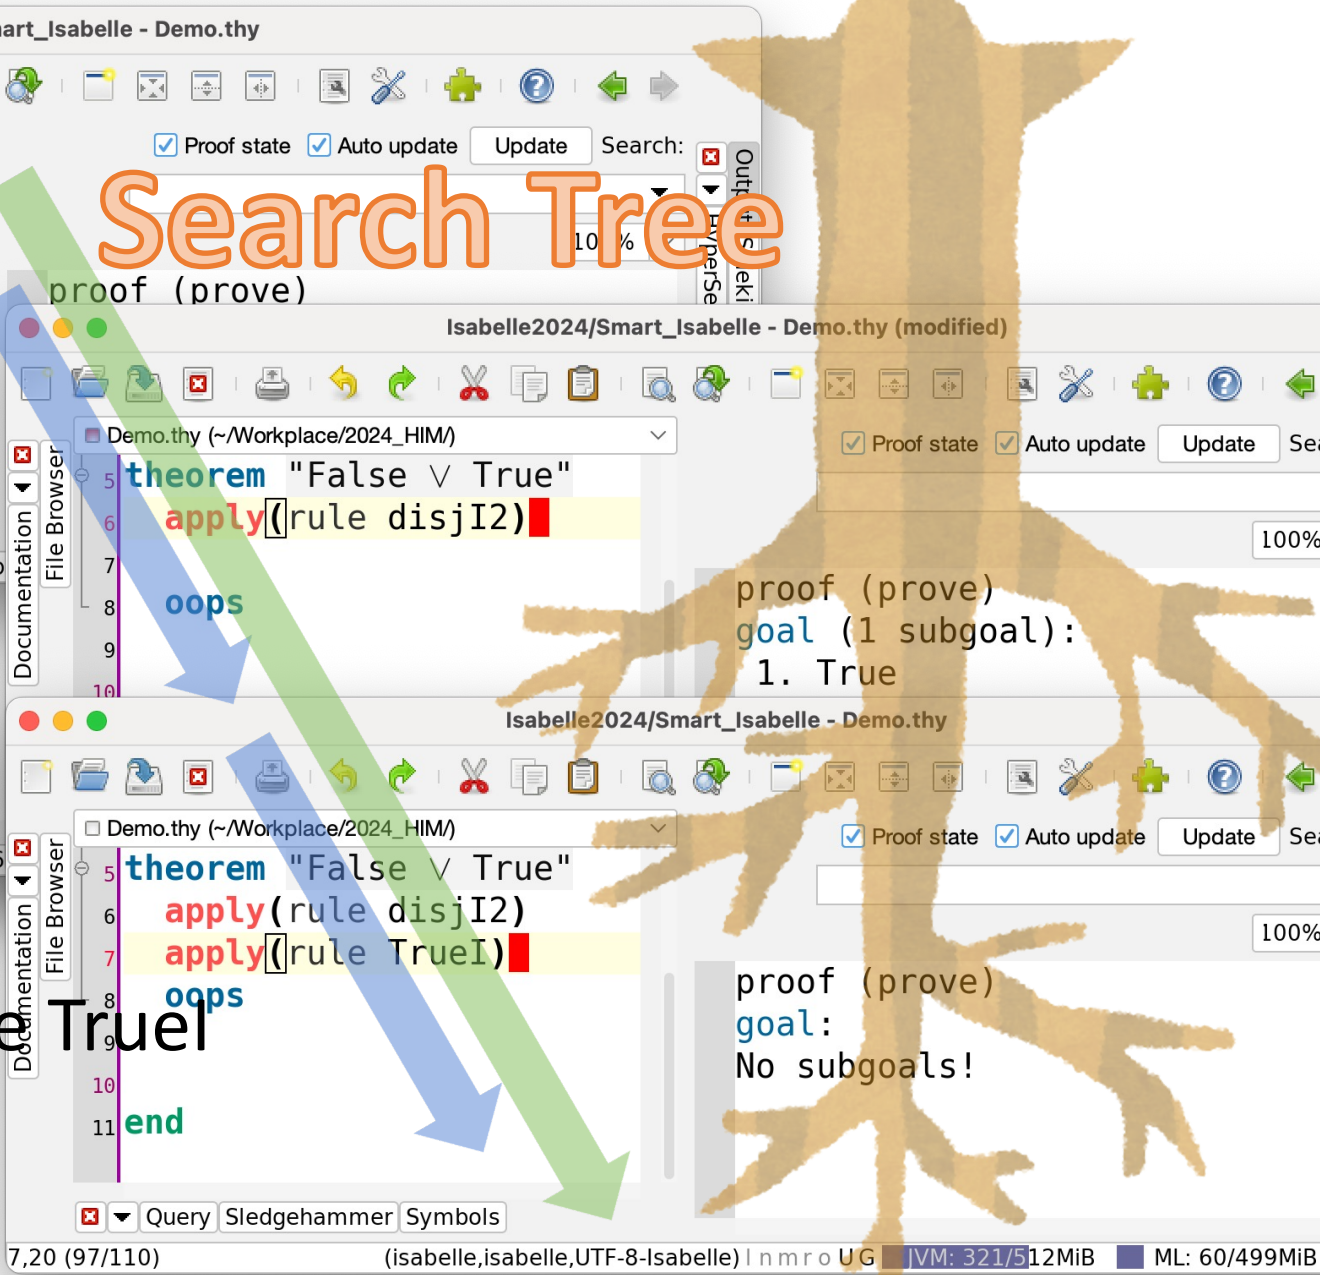 art_Isabelle - Demo.thy
Proof state Auto update Update Search:
Search Tree
proof (prove)
Isabelle2024/Smart_Isabelle - Demo.thy (modified)
Demo.thy (~/Workplace/2024_HIM/)
Proof state Auto update Update
Documentation
File Browser
5 theorem "False ∨ True"
6 apply(rule disjI2)
7
8 oops
9
10
100%
proof (prove)
goal (1 subgoal):
1. True
Isabelle2024/Smart_Isabelle - Demo.thy
Demo.thy (~/Workplace/2024_HIM/)
Proof state Auto update Update
Documentation
File Browser
5 theorem "False ∨ True"
6 apply(rule disjI2)
7 apply(rule TrueI)
8 oops
9
e TrueI
10
11 end
100%
proof (prove)
goal:
No subgoals!
Query Sledgehammer Symbols
7,20 (97/110) (isabelle,isabelle,UTF-8-Isabelle) l n m r o U G JVM: 321/512MiB ML: 60/499MiB